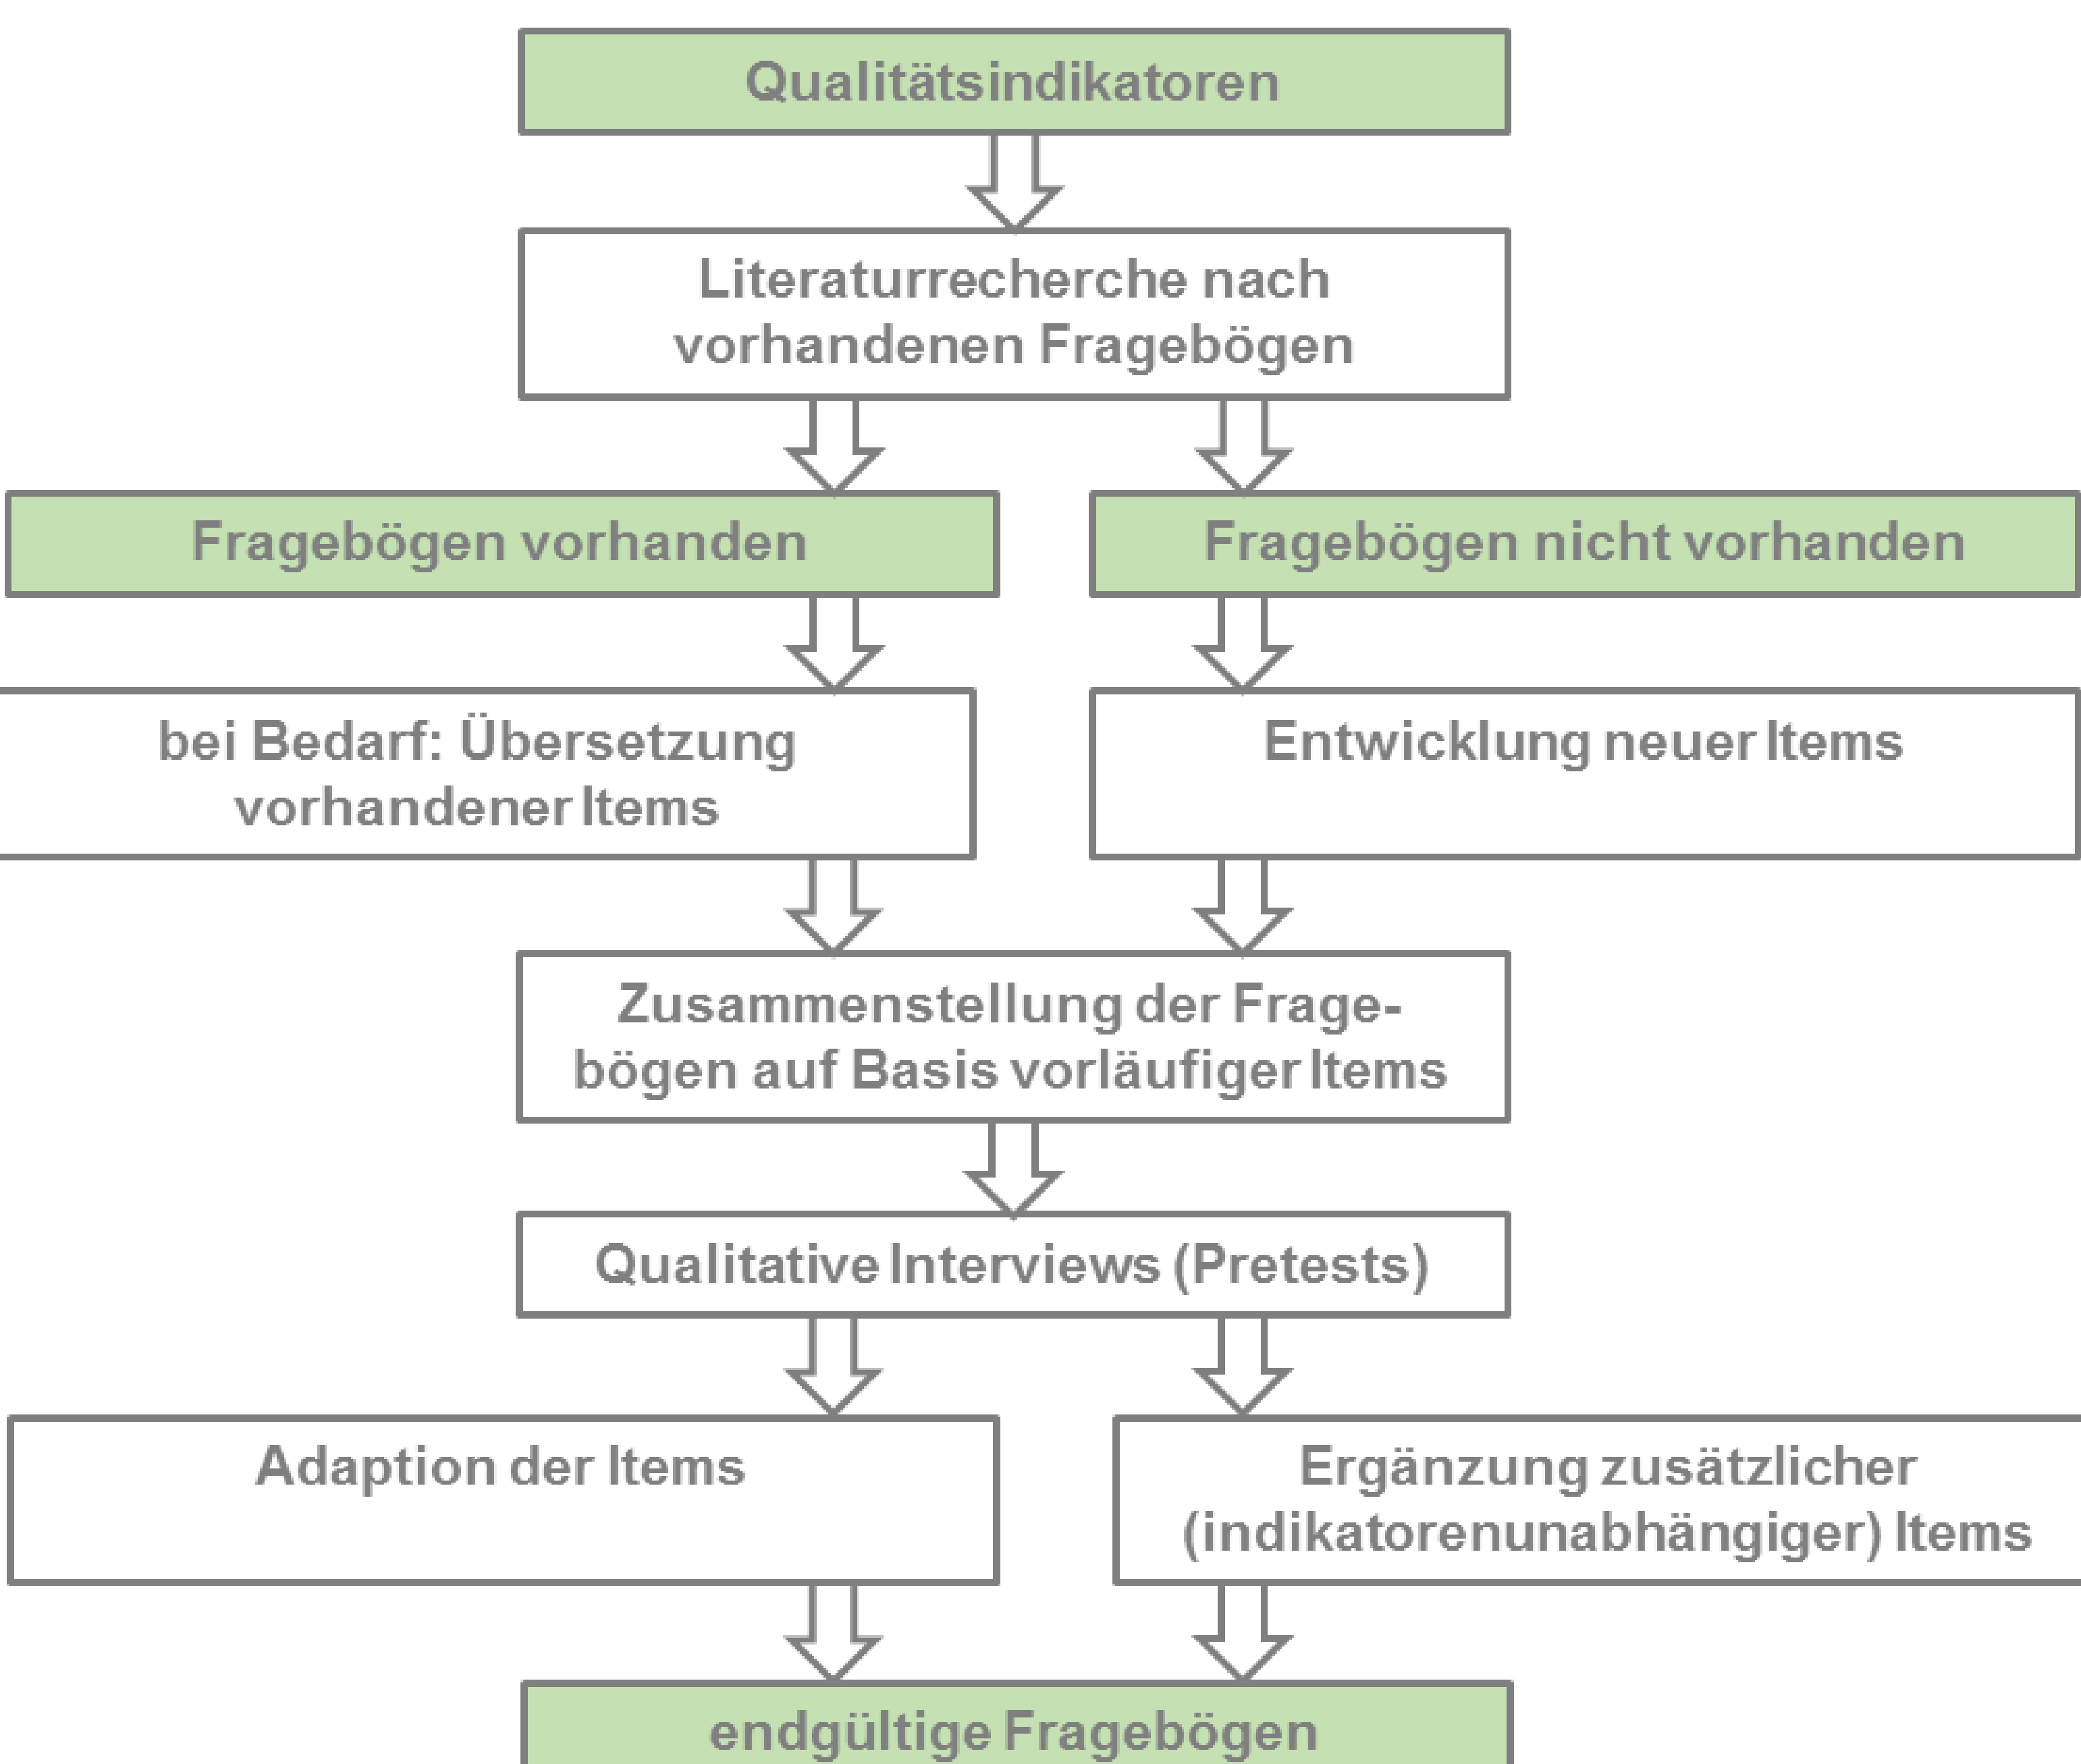 Qualitätsindikatoren
Literaturrecherche nach
vorhandenen Fragebögen
Fragebögen vorhanden
Fragebögen nicht vorhanden
bei Bedarf: Übersetzung
vorhandener Items
Entwicklung neuer Items
Zusammenstellung der Frage-
bögen auf Basis vorläufiger Items
Qualitative Interviews (Pretests)
Adaption der Items
Ergänzung zusätzlicher
(indikatorenunabhängiger) Items
endgültige Fragebögen